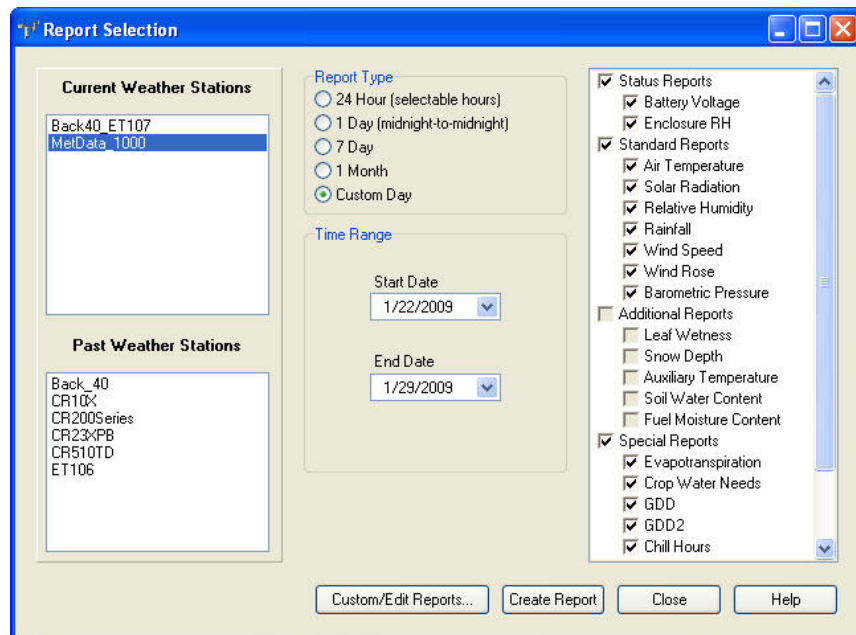 Report Selection
Current Weather Stations
Back40_ET107
MetData_1000
Past Weather Stations
Back_40
CR10X
CR200Series
CR23XPB
CR510TD
ET106
Report Type
24 Hour (selectable hours)
1 Day (midnight-to-midnight)
7 Day
1 Month
Custom Day
Time Range
Start Date
1/22/2009
End Date
1/29/2009
Status Reports
Battery Voltage
Enclosure RH
Standard Reports
Air Temperature
Solar Radiation
Relative Humidity
Rainfall
Wind Speed
Wind Rose
Barometric Pressure
Additional Reports
Leaf Wetness
Snow Depth
Auxiliary Temperature
Soil Water Content
Fuel Moisture Content
Special Reports
Evapotranspiration
Crop Water Needs
GDD
GDD2
Chill Hours
Custom/Edit Reports...
Create Report
Close
Help